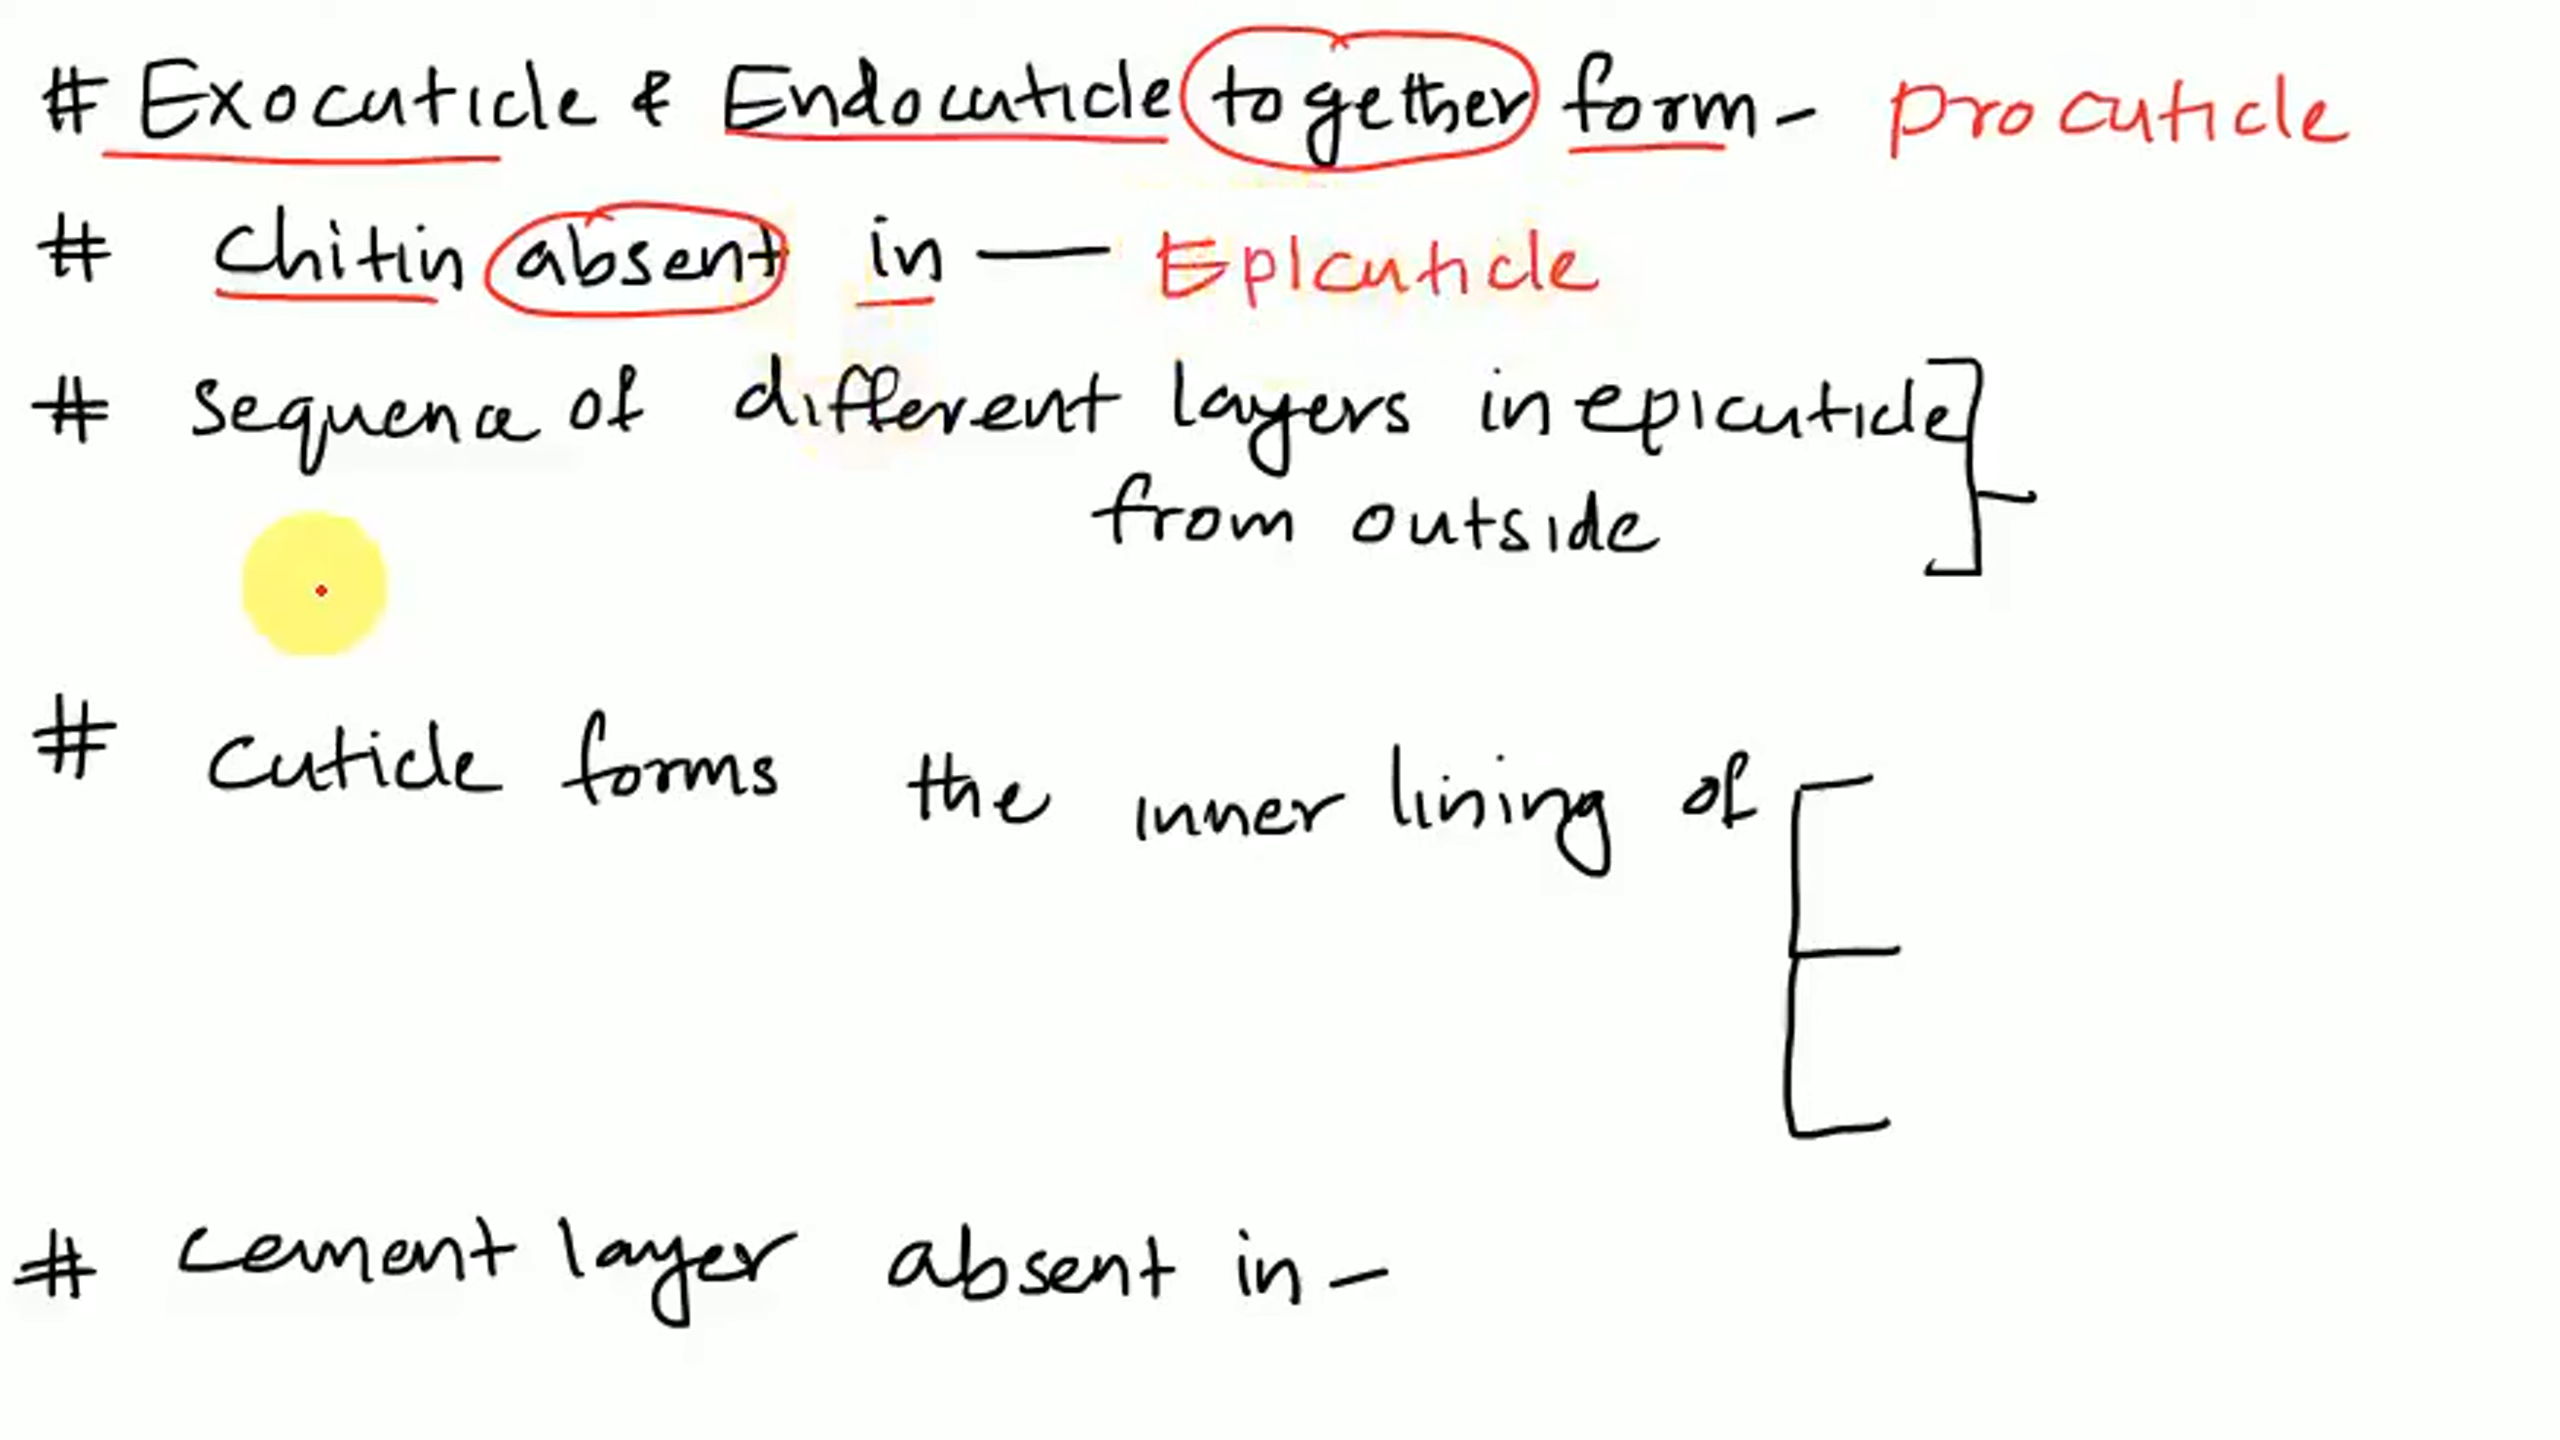 # Exocuticle & Endocuticle together form - procuticle
# Chitin absent in — Epicuticle
# Sequence of different layers in epicuticle
from outside
# Cuticle forms the inner lining of
# Cement layer absent in -